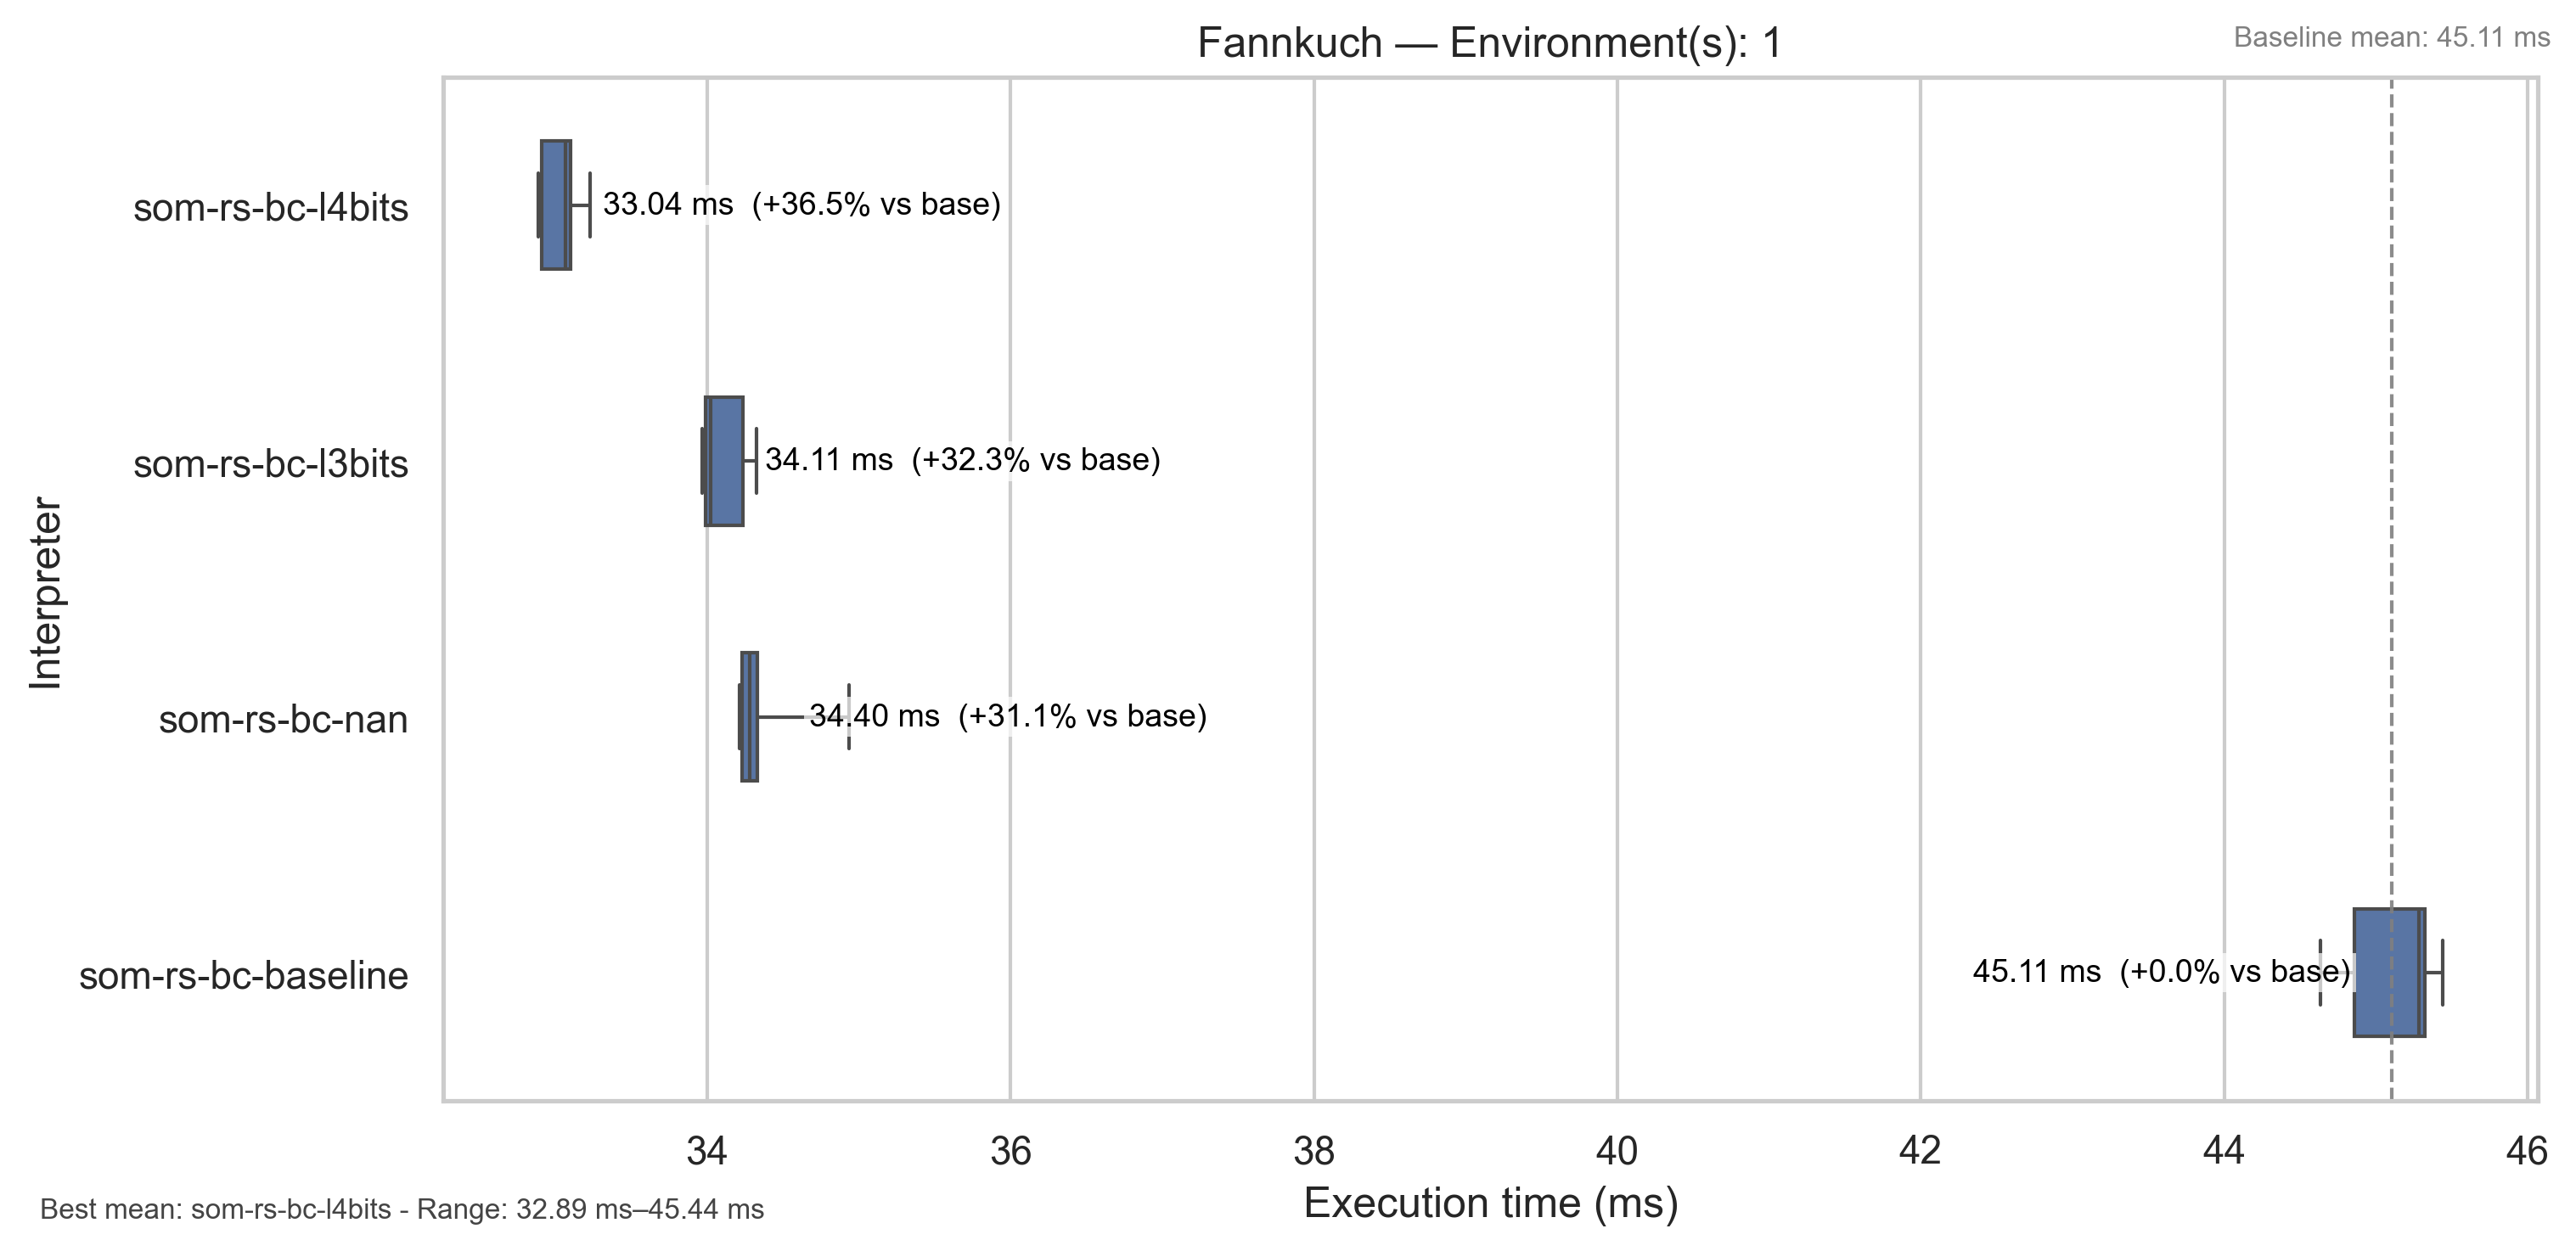 Fannkuch — Environment(s): 1
Baseline mean: 45.11 ms
som-rs-bc-l4bits
33.04 ms (+36.5% vs base)
som-rs-bc-l3bits
34.11 ms (+32.3% vs base)
Interpreter
som-rs-bc-nan
34.40 ms (+31.1% vs base)
som-rs-bc-baseline
45.11 ms (+0.0% vs base)
34 36 38 40 42 44 46
Execution time (ms)
Best mean: som-rs-bc-l4bits - Range: 32.89 ms–45.44 ms